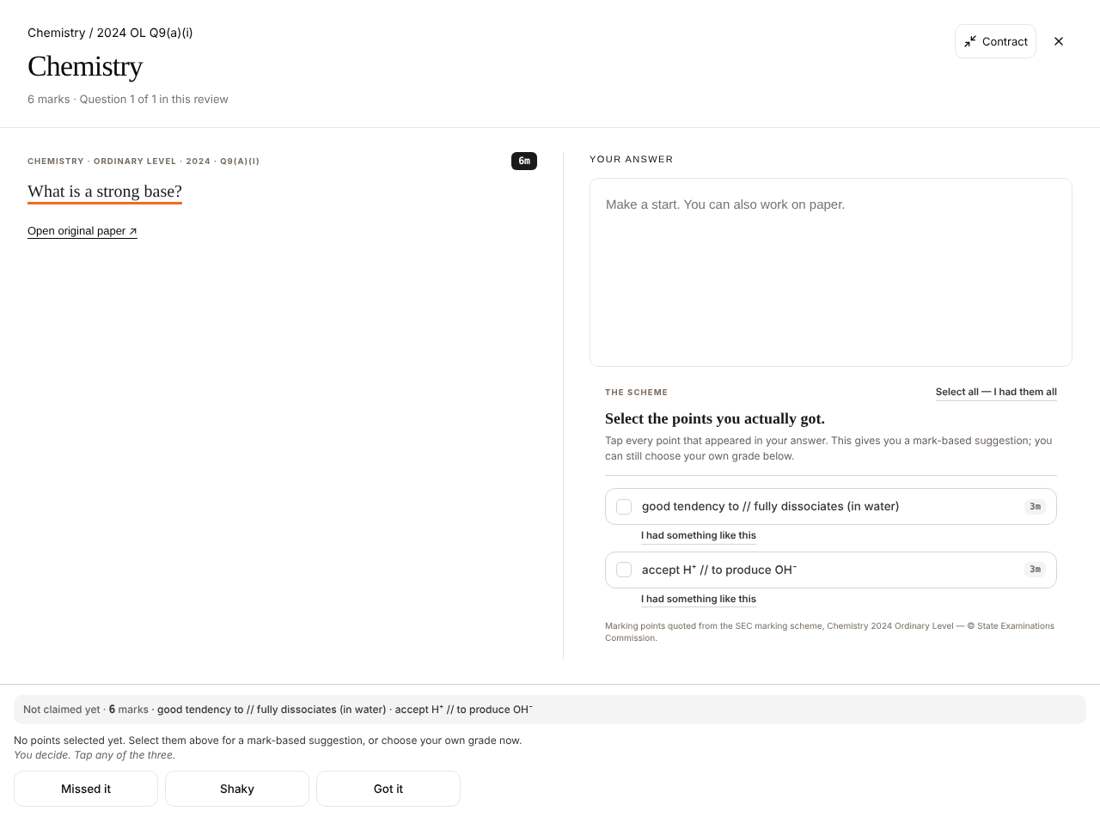 Chemistry / 2024 OL Q9(a)(i)
Chemistry
6 marks · Question 1 of 1 in this review
Contract
CHEMISTRY · ORDINARY LEVEL · 2024 · Q9(A)(I)
6m
What is a strong base?
Open original paper ↗
YOUR ANSWER
Make a start. You can also work on paper.
THE SCHEME
Select all — I had them all
Select the points you actually got.
Tap every point that appeared in your answer. This gives you a mark-based suggestion; you
can still choose your own grade below.
good tendency to // fully dissociates (in water)
3m
I had something like this
accept H⁺ // to produce OH⁻
3m
I had something like this
Marking points quoted from the SEC marking scheme, Chemistry 2024 Ordinary Level — © State Examinations
Commission.
Not claimed yet · 6 marks · good tendency to // fully dissociates (in water) · accept H⁺ // to produce OH⁻
No points selected yet. Select them above for a mark-based suggestion, or choose your own grade now.
You decide. Tap any of the three.
Missed it
Shaky
Got it